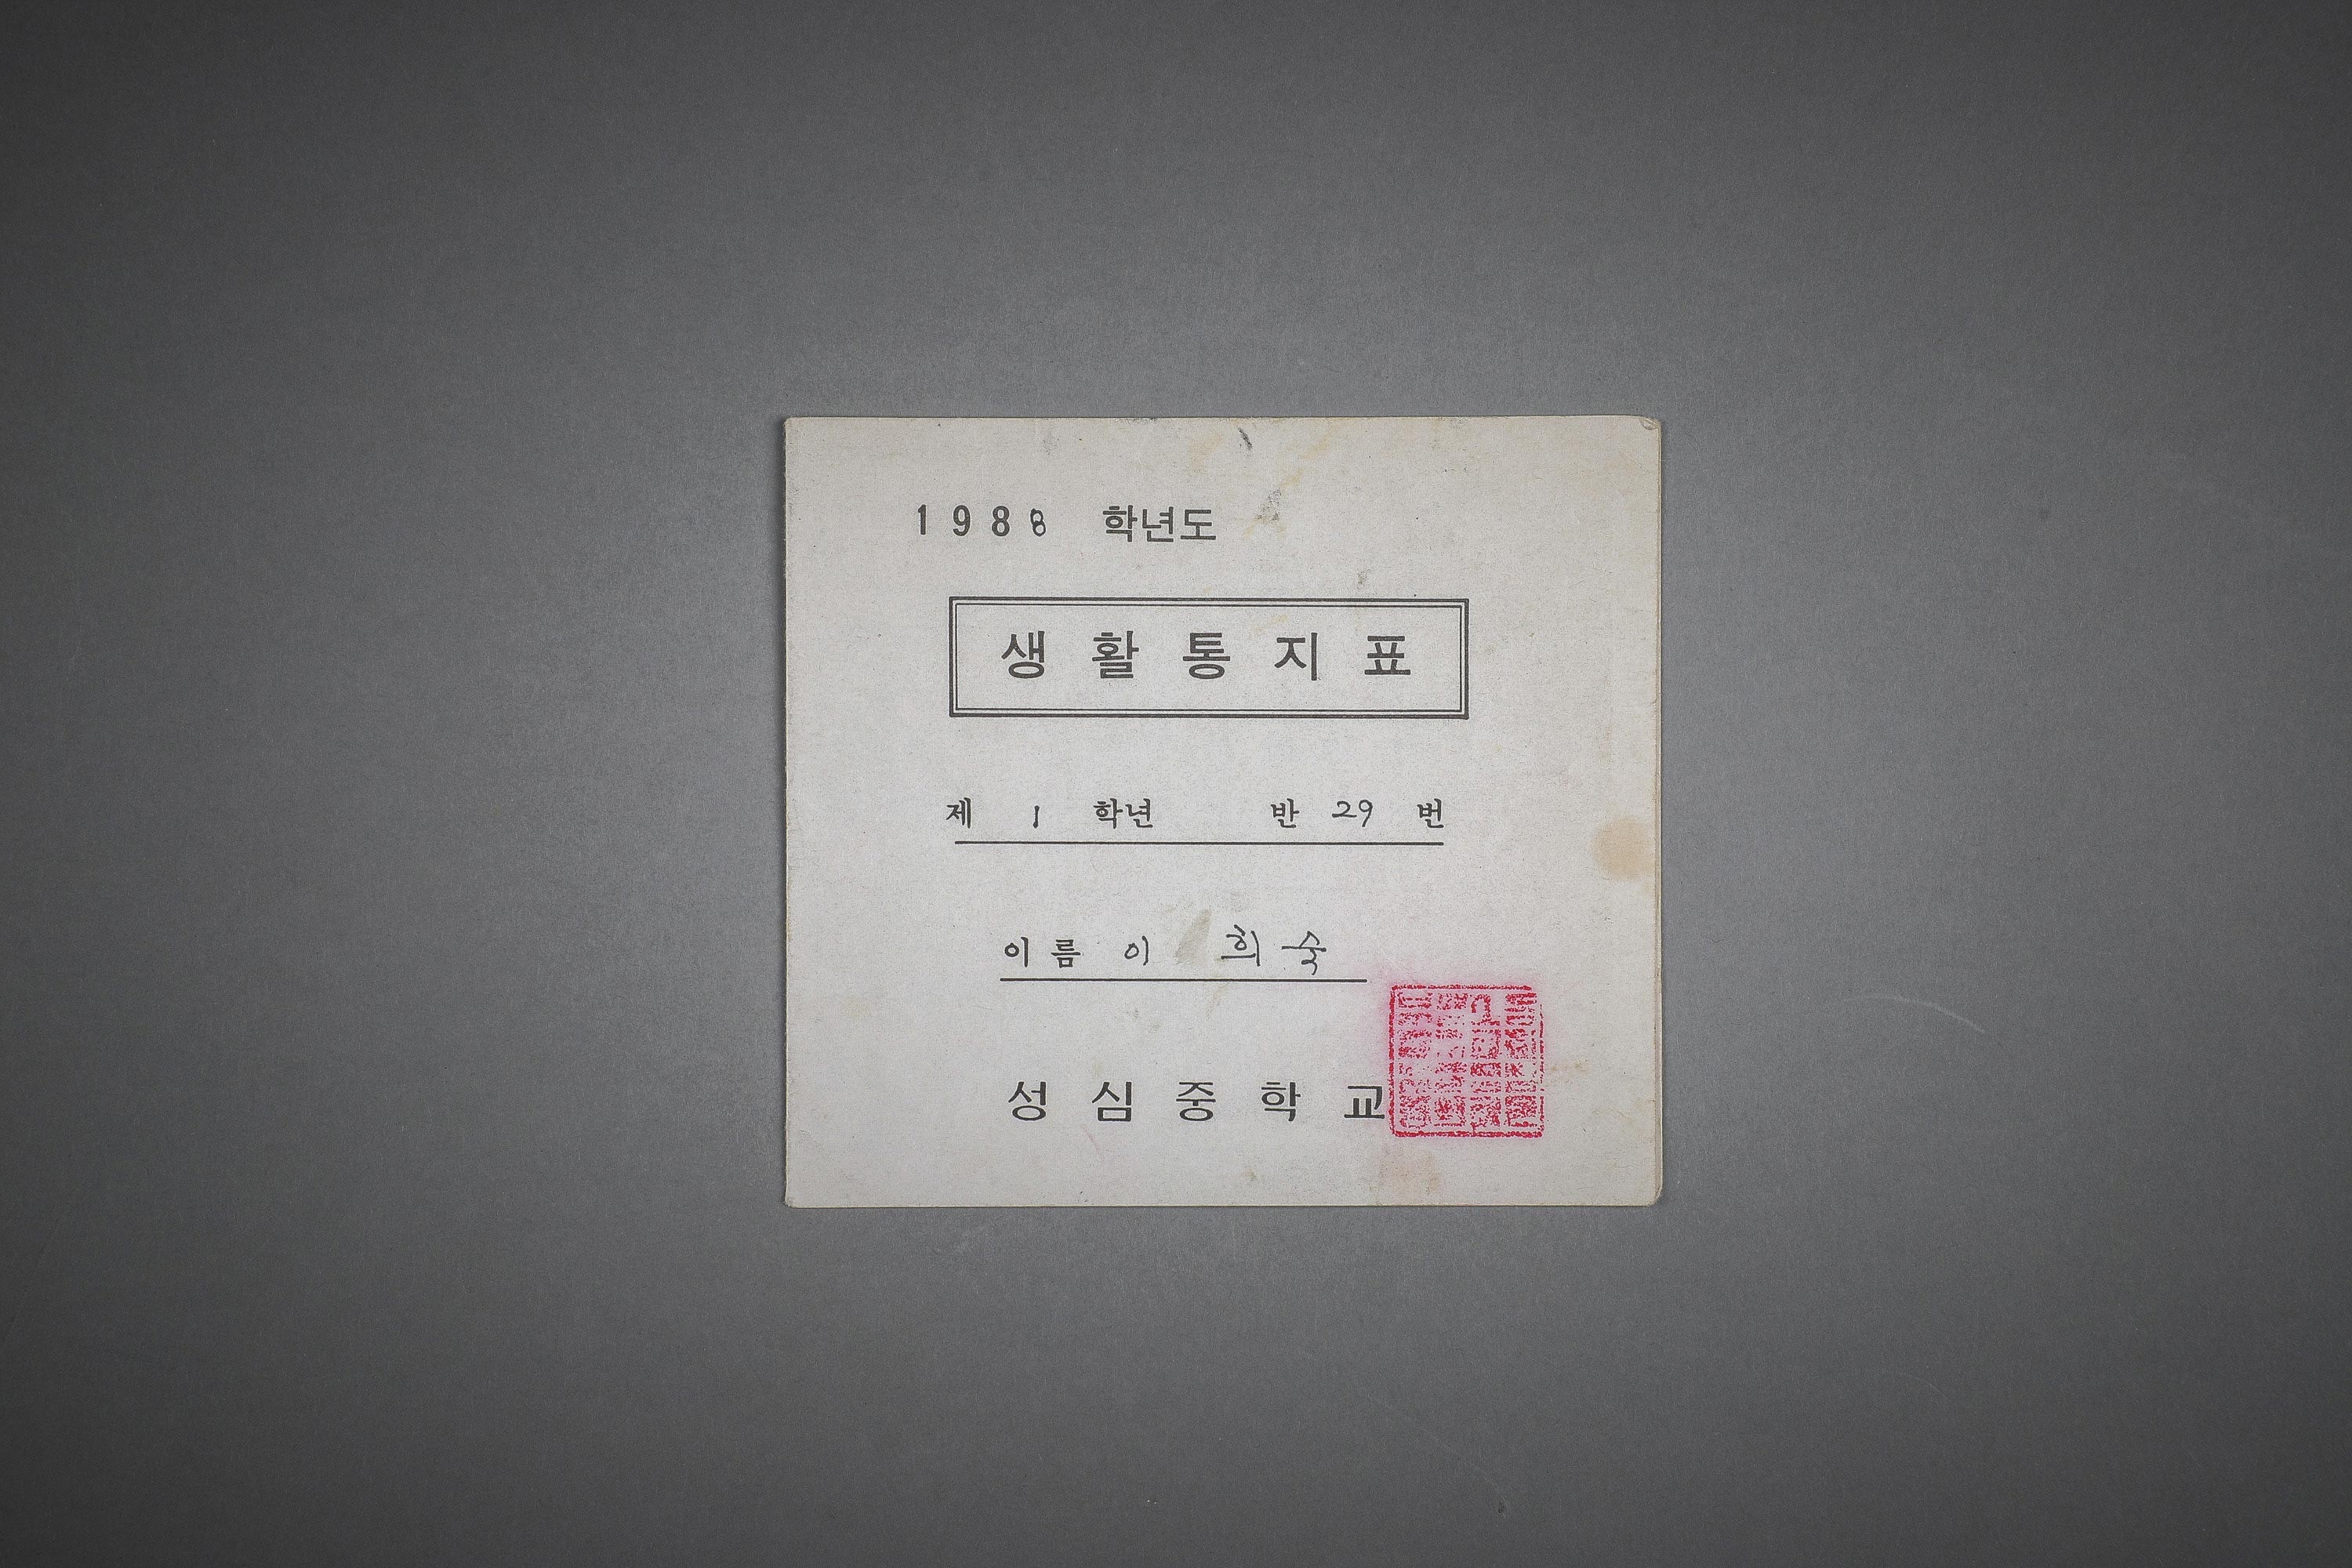 1988 학년도
생활통지표
제 1 학년 반 29 번
이름 이 희숙
성심중학교